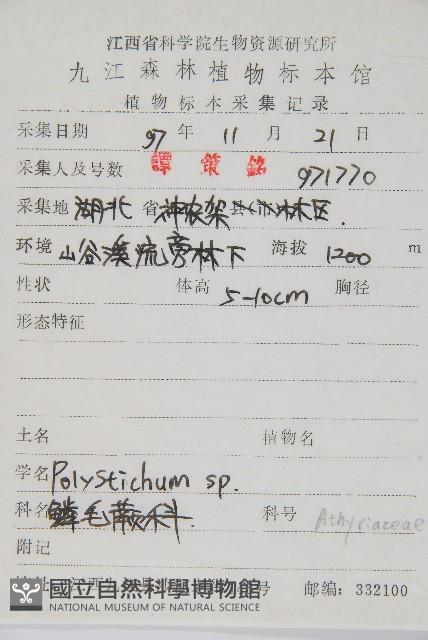 江西省科学院生物资源研究所
九江森林植物标本馆
植物标本采集记录
采集日期 97 年 11 月 21 日
采集人及号数 譚策銘 971770
采集地 湖北 省 神农架 县(市)林区.
环境 山谷溪流旁林下 海拔 1200 m
性状 体高 5-10cm 胸径
形态特征
土名 植物名
学名 Polystichum sp.
科名 鳞毛蕨科 科号 Athyriaceae
附记
國立自然科學博物館 号 邮编：332100
NATIONAL MUSEUM OF NATURAL SCIENCE